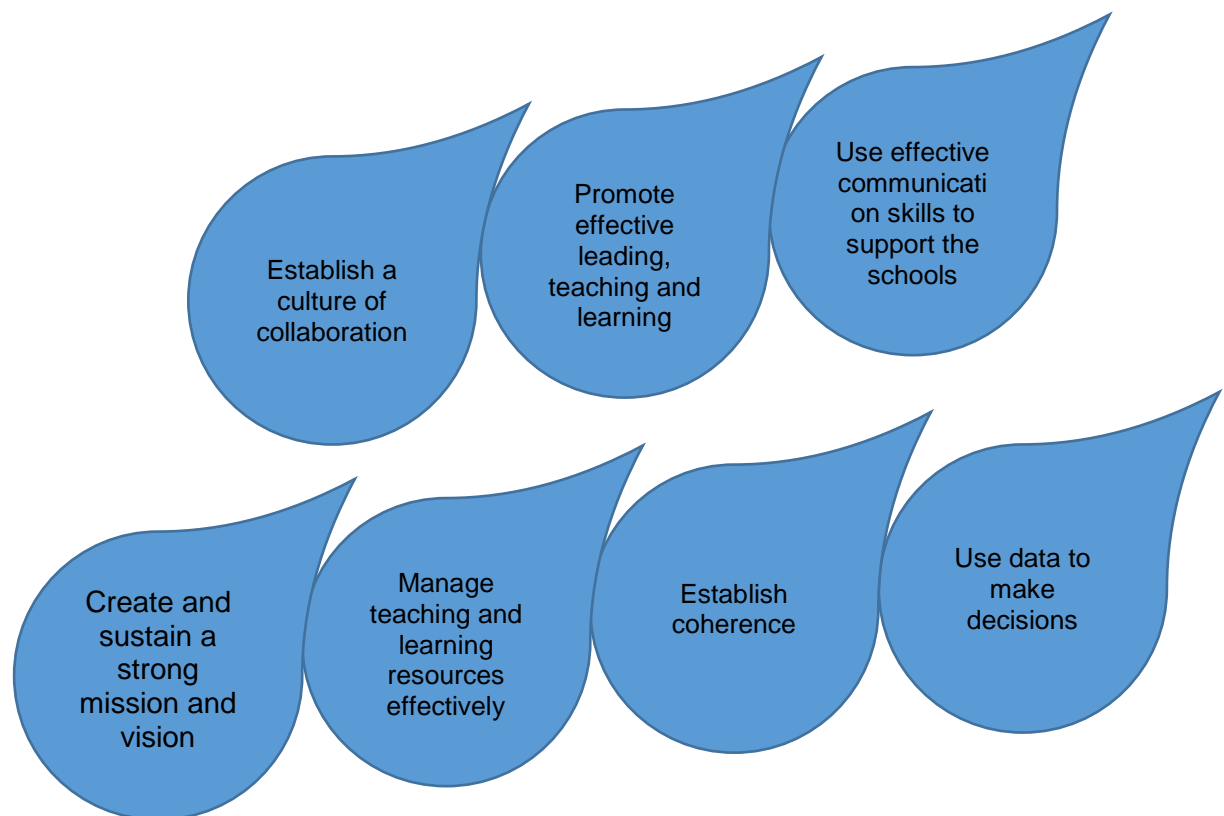 Establish a
culture of
collaboration
Promote
effective
leading,
teaching and
learning
Use effective
communicati
on skills to
support the
schools
Create and
sustain a
strong
mission and
vision
Manage
teaching and
learning
resources
effectively
Establish
coherence
Use data to
make
decisions